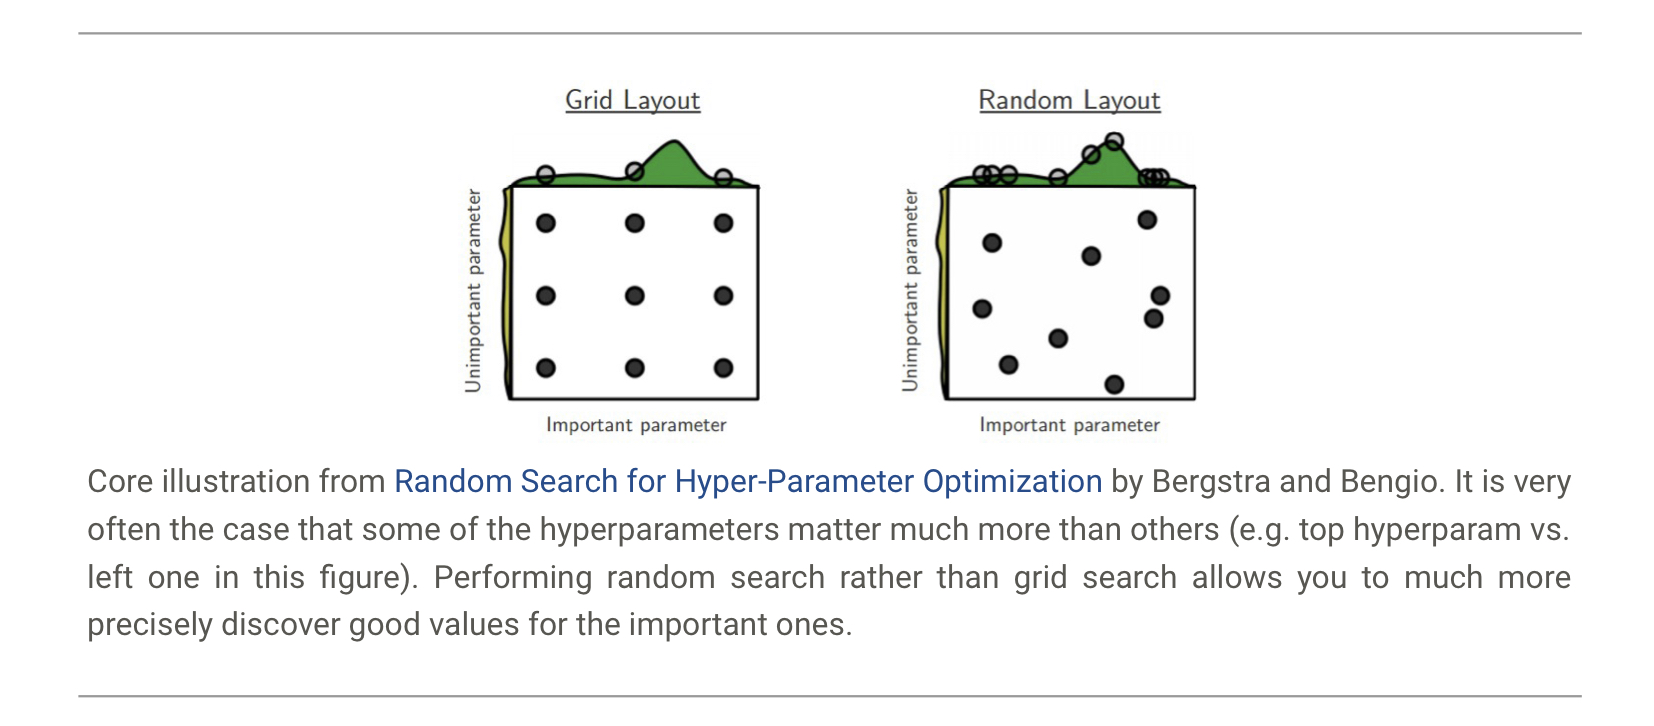 Grid Layout
Random Layout
Unimportant parameter
Important parameter
Unimportant parameter
Important parameter
Core illustration from Random Search for Hyper-Parameter Optimization by Bergstra and Bengio. It is very
often the case that some of the hyperparameters matter much more than others (e.g. top hyperparam vs.
left one in this figure). Performing random search rather than grid search allows you to much more
precisely discover good values for the important ones.